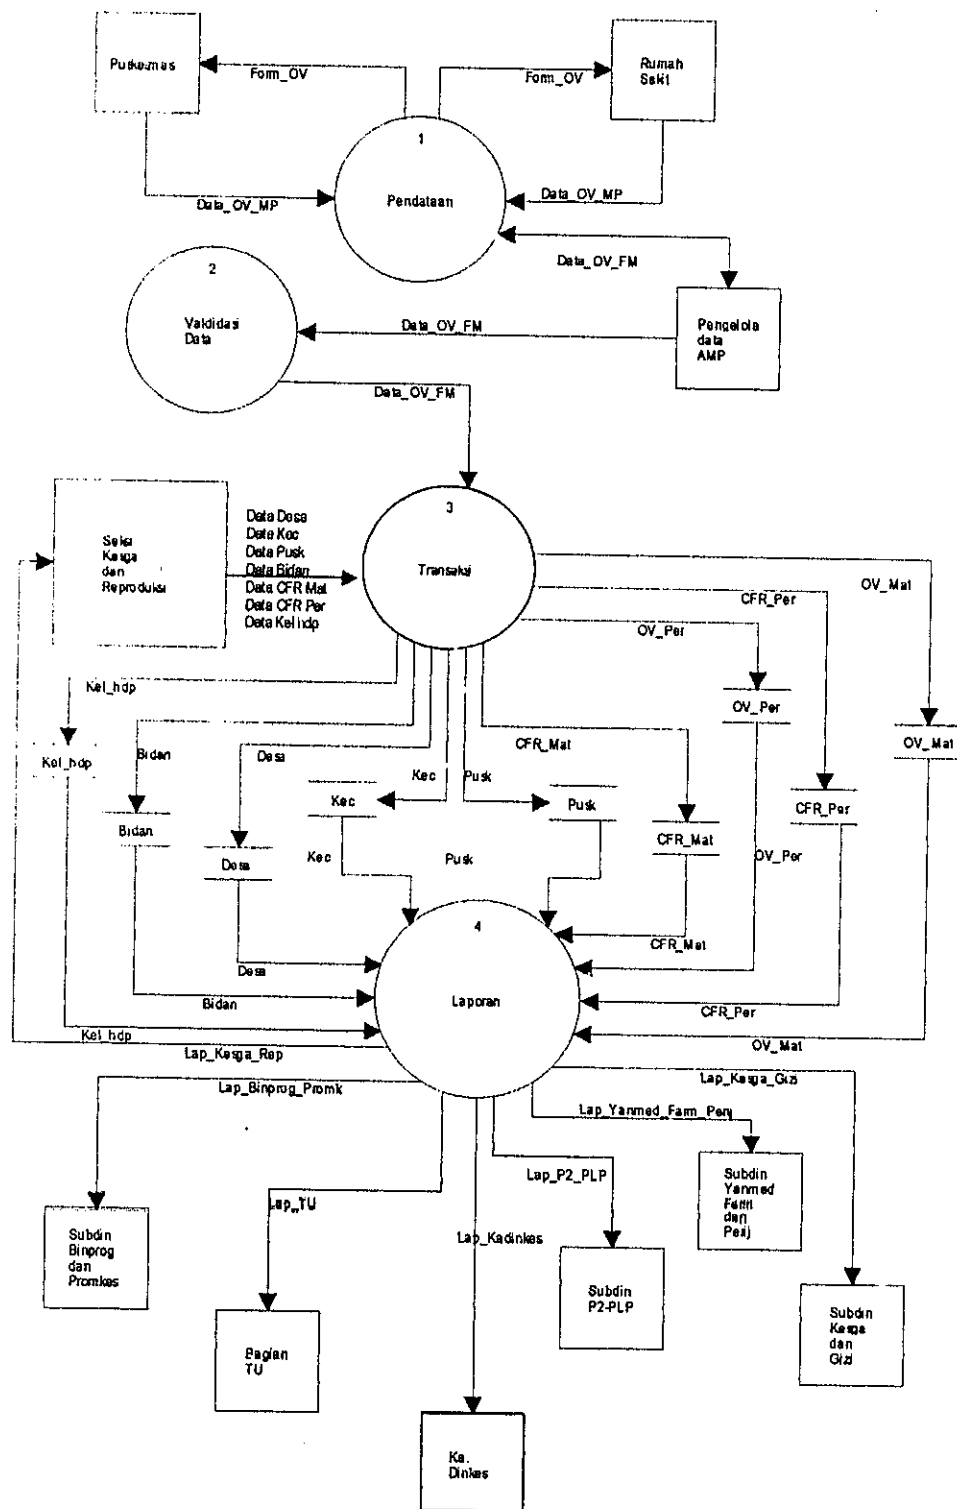 Puskesmas
Form_OV
Form_OV
Rumah
Sakit
1
Pendataan
Data_OV_MP
Data_OV_MP
Data_OV_FM
2
Validasi
Data
Data_OV_FM
Pengelola
data
AMP
Data_OV_FM
3
Transaksi
Seksi
Kesga
dan
Reproduksi
Data Desa
Data Kec
Data Pusk
Data Bidan
Data CFR Mat
Data CFR Per
Data Kel hdp
OV_Mat
CFR_Per
OV_Per
Kel_hdp
OV_Per
CFR_Mat
OV_Mat
Bidan
Desa
Kec
Pusk
Kel_hdp
Kec
Pusk
CFR_Per
Bidan
CFR_Mat
Kec
Pusk
OV_Per
Desa
4
CFR_Mat
Desa
Laporan
Bidan
CFR_Per
Kel_hdp
OV_Mat
Lap_Kesga_Rep
Lap_Kesga_Gizi
Lap_Binprog_Promk
Lap_Yanmed_Farm_Penj
Lap_P2_PLP
Lap_TU
Lap_Kadinkes
Subdin
Yanmed
Farm
dan
Penj
Subdin
Binprog
dan
Promkes
Subdin
P2-PLP
Subdin
Kesga
dan
Gizi
Bagian
TU
Ka.
Dinkes